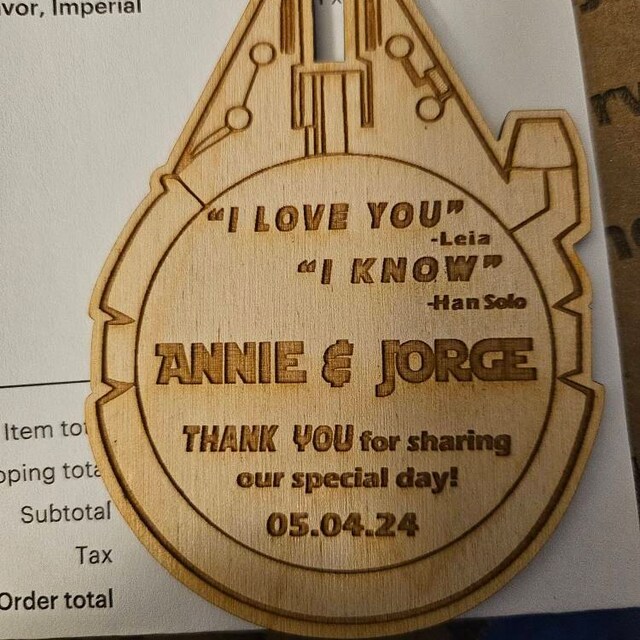 vor, Imperial
"I LOVE YOU"
-Leia
"I KNOW"
-Han Solo
ANNIE & JORGE
THANK YOU for sharing
our special day!
05.04.24
Item to
pping tota
Subtotal
Tax
Order total